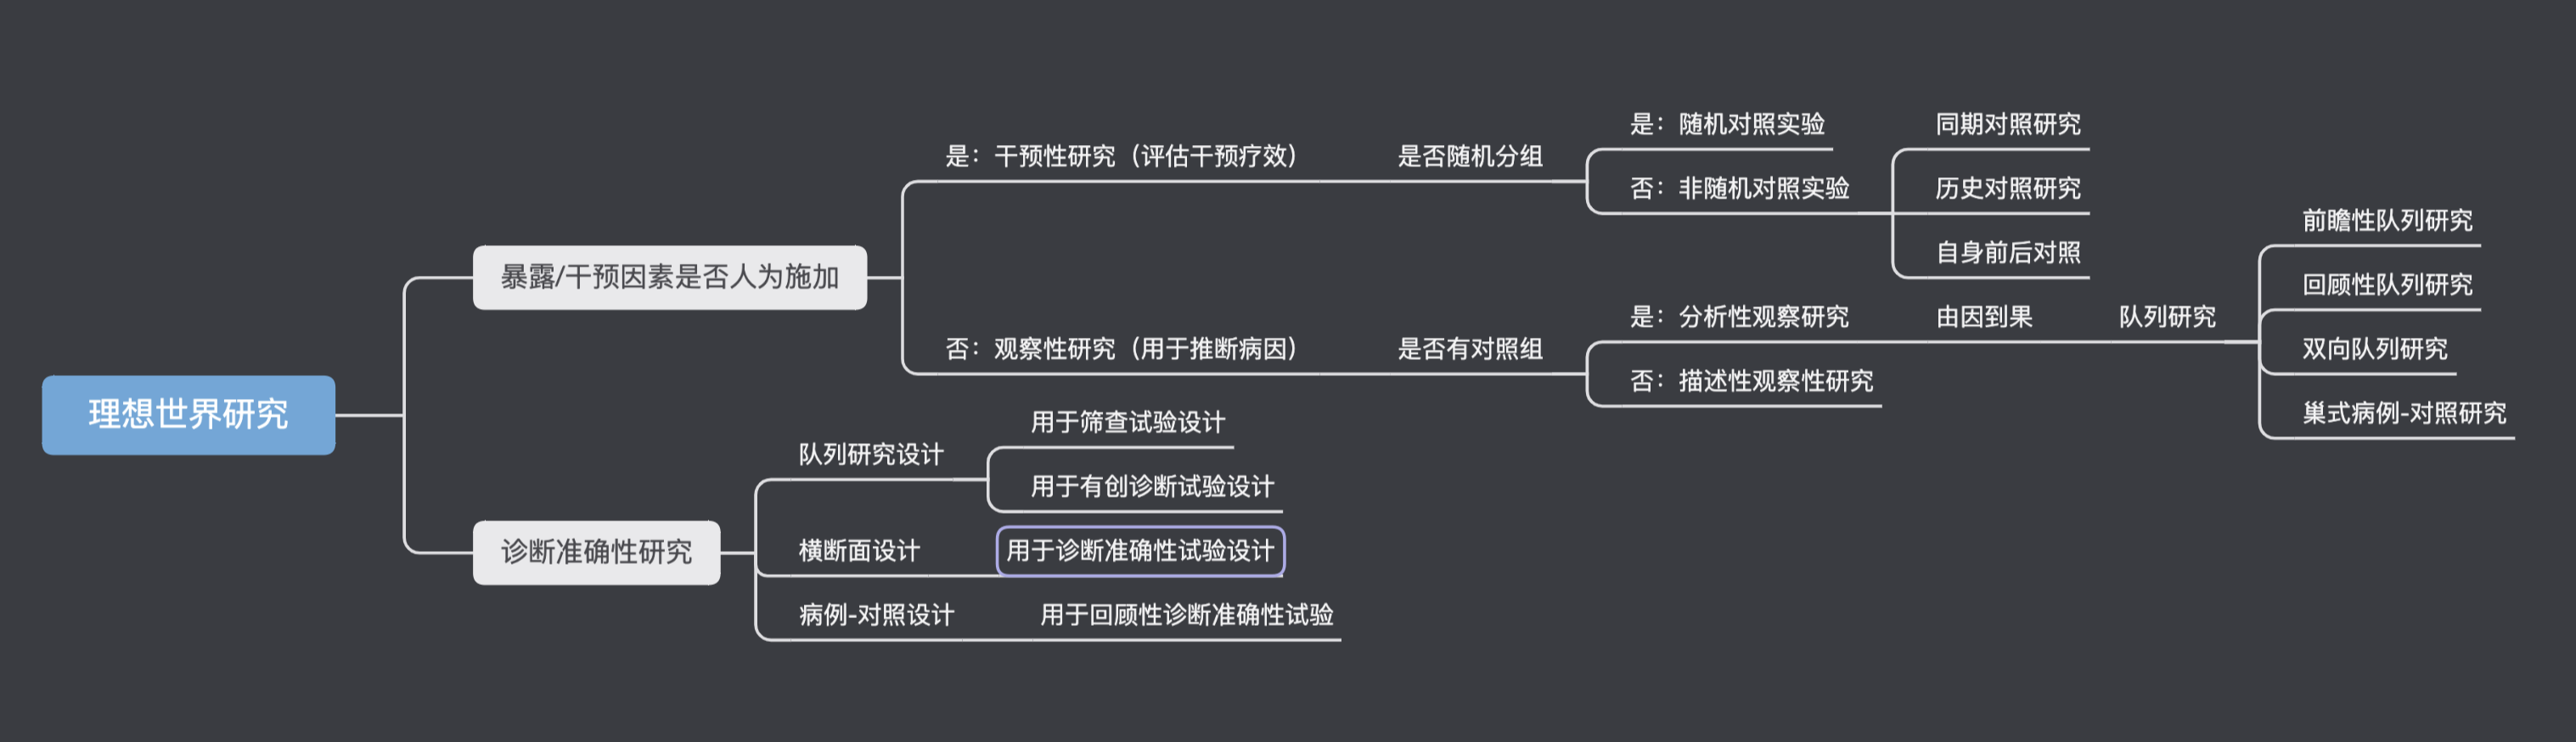 理想世界研究
暴露/干预因素是否人为施加
是：干预性研究（评估干预疗效）
是否随机分组
是：随机对照实验
否：非随机对照实验
同期对照研究
历史对照研究
自身前后对照
否：观察性研究（用于推断病因）
是否有对照组
是：分析性观察研究
由因到果
队列研究
前瞻性队列研究
回顾性队列研究
双向队列研究
巢式病例-对照研究
否：描述性观察性研究
诊断准确性研究
队列研究设计
用于筛查试验设计
用于有创诊断试验设计
横断面设计
用于诊断准确性试验设计
病例-对照设计
用于回顾性诊断准确性试验